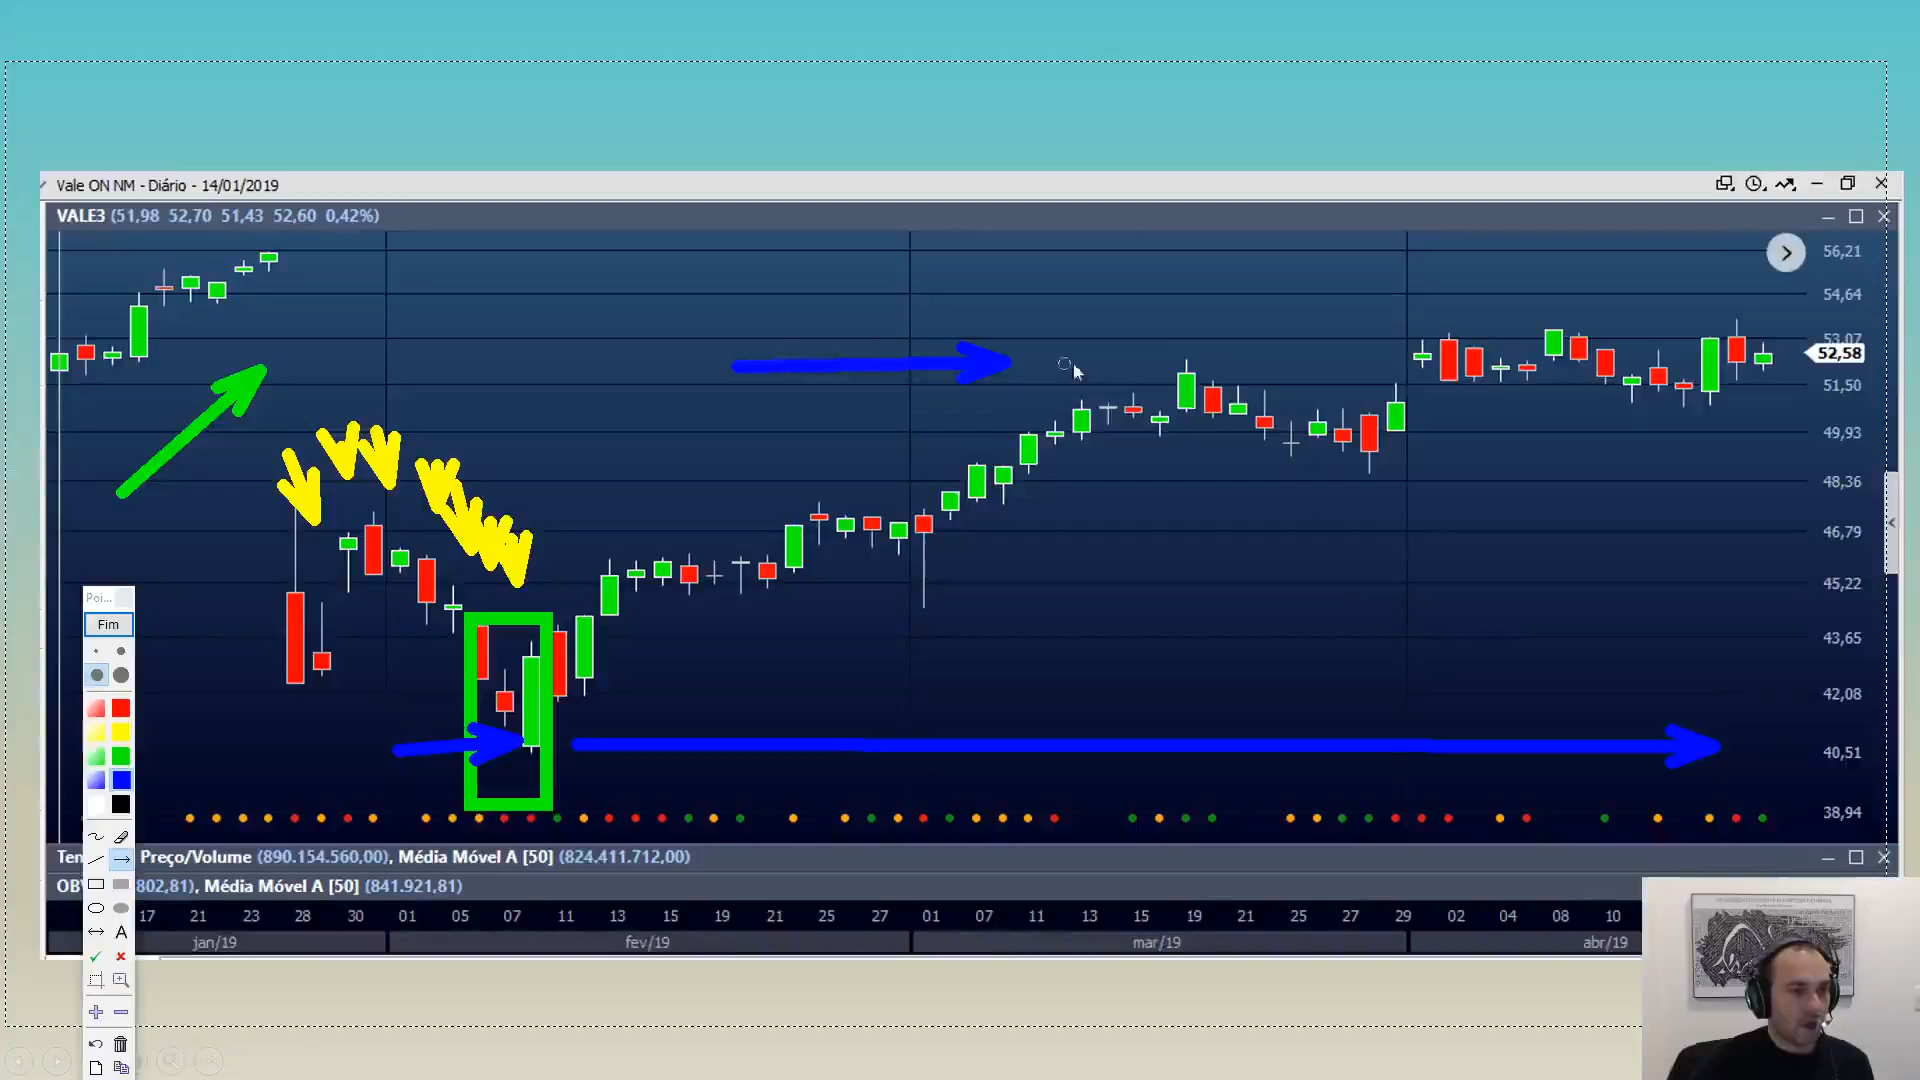 Vale ON NM - Diário - 14/01/2019
VALE3 (51,98 52,70 51,43 52,60 0,42%)
56,21
54,64
53,07
52,58
51,50
49,93
48,36
46,79
45,22
43,65
42,08
40,51
38,94
Poi...
Fim
A
Ten
Preço/Volume (890.154.560,00), Média Móvel A [50] (824.411.712,00)
OB
802,81), Média Móvel A [50] (841.921,81)
17 21 23 28 30 01 05 07 11 13 15 19 21 25 27 01 07 11 13 15 19 21 25 27 29 02 04 08 10
jan/19 fev/19 mar/19 abr/19